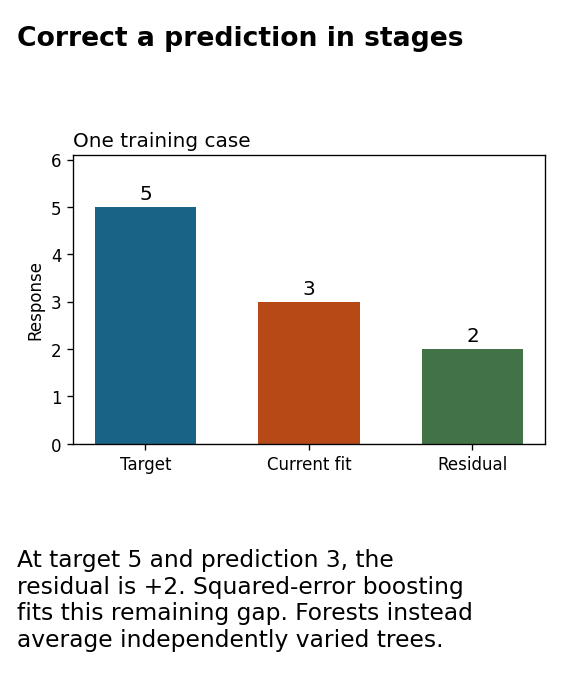 Correct a prediction in stages
One training case
6
5
4
3
2
1
0
Response
5
3
2
Target
Current fit
Residual
At target 5 and prediction 3, the
residual is +2. Squared-error boosting
fits this remaining gap. Forests instead
average independently varied trees.